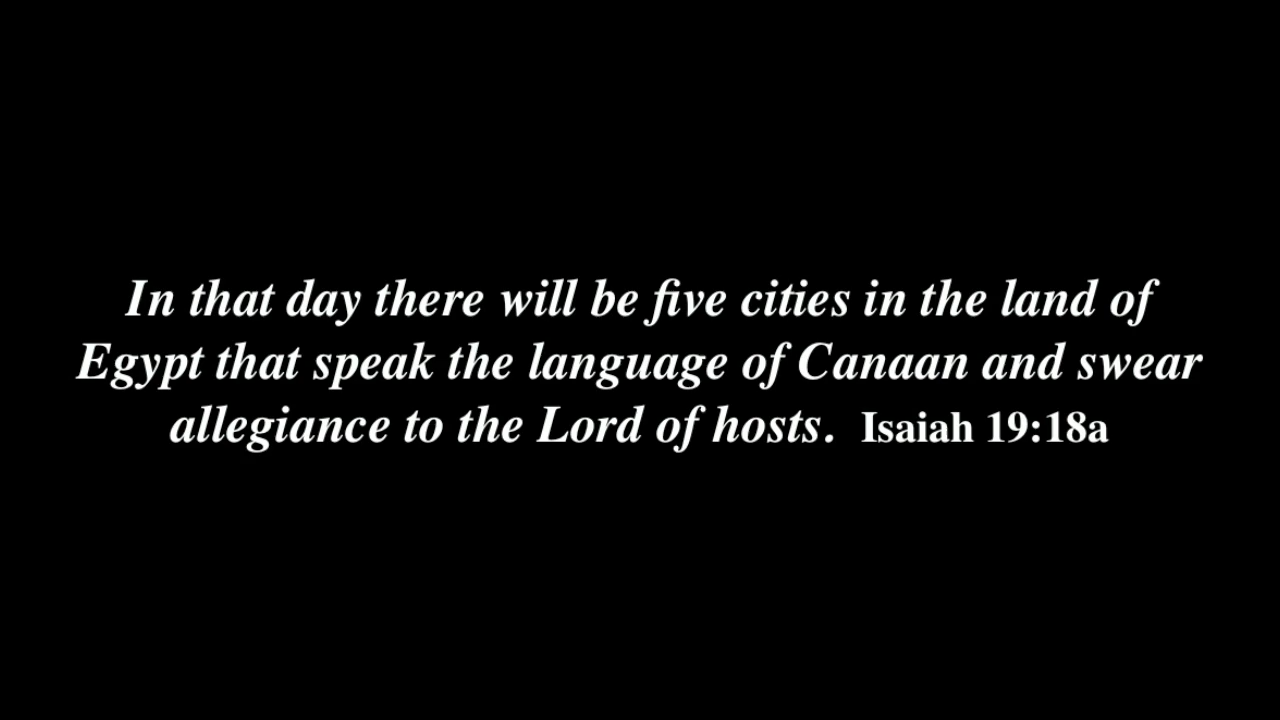 In that day there will be five cities in the land of
Egypt that speak the language of Canaan and swear
allegiance to the Lord of hosts. Isaiah 19:18a